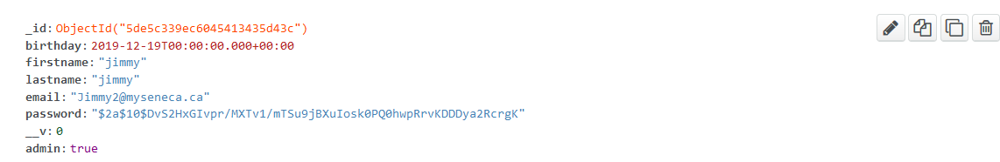 _id: ObjectId("5de5c339ec6045413435d43c")
birthday: 2019-12-19T00:00:00.000+00:00
firstname: "jimmy"
lastname: "jimmy"
email: "Jimmy2@myseneca.ca"
password: "$2a$10$DvS2HxGIvpr/MXTv1/mTSu9jBXuIosk0PQ0hwpRrvKDDDya2RcrgK"
__v: 0
admin: true